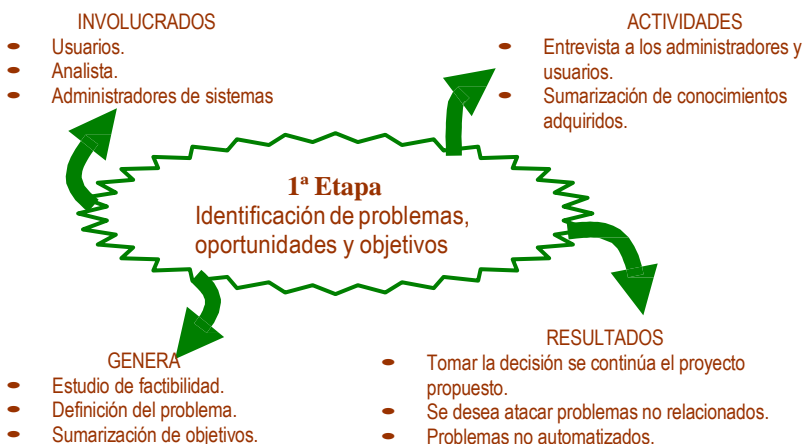 INVOLUCRADOS
Usuarios.
Analista.
Administradores de sistemas
ACTIVIDADES
Entrevista a los administradores y
usuarios.
Sumarización de conocimientos
adquiridos.
1ª Etapa
Identificación de problemas,
oportunidades y objetivos
GENERA
Estudio de factibilidad.
Definición del problema.
Sumarización de objetivos.
RESULTADOS
Tomar la decisión se continúa el proyecto
propuesto.
Se desea atacar problemas no relacionados.
Problemas no automatizados.